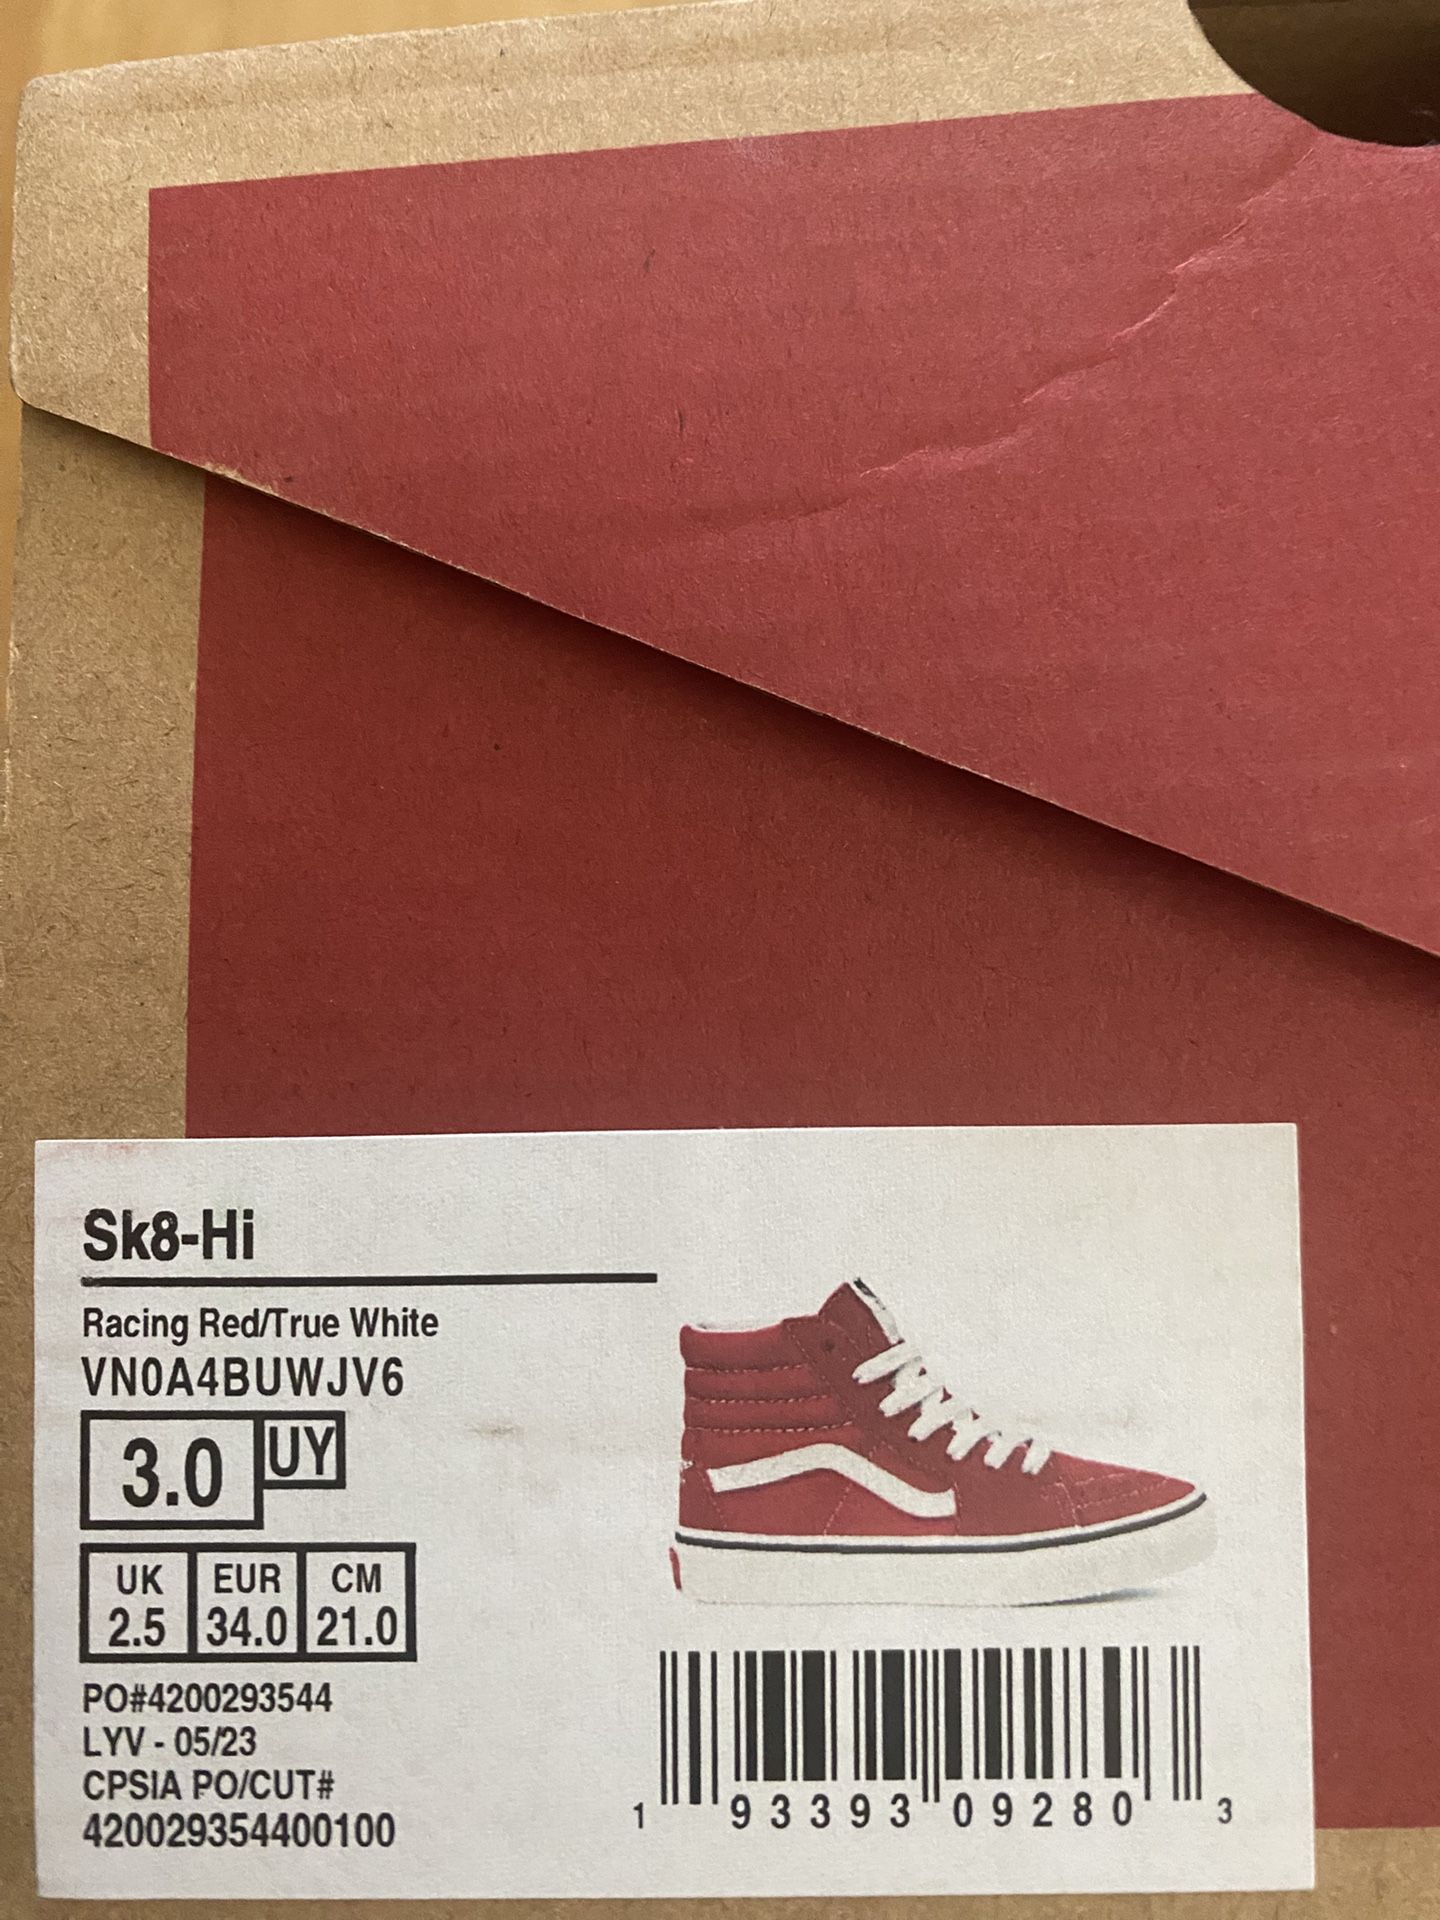 Sk8-Hi
Racing Red/True White
VN0A4BUWJV6
3.0 UY
UK EUR CM
2.5 34.0 21.0
PO#4200293544
LYV - 05/23
CPSIA PO/CUT#
420029354400100
1 93393 09280 3